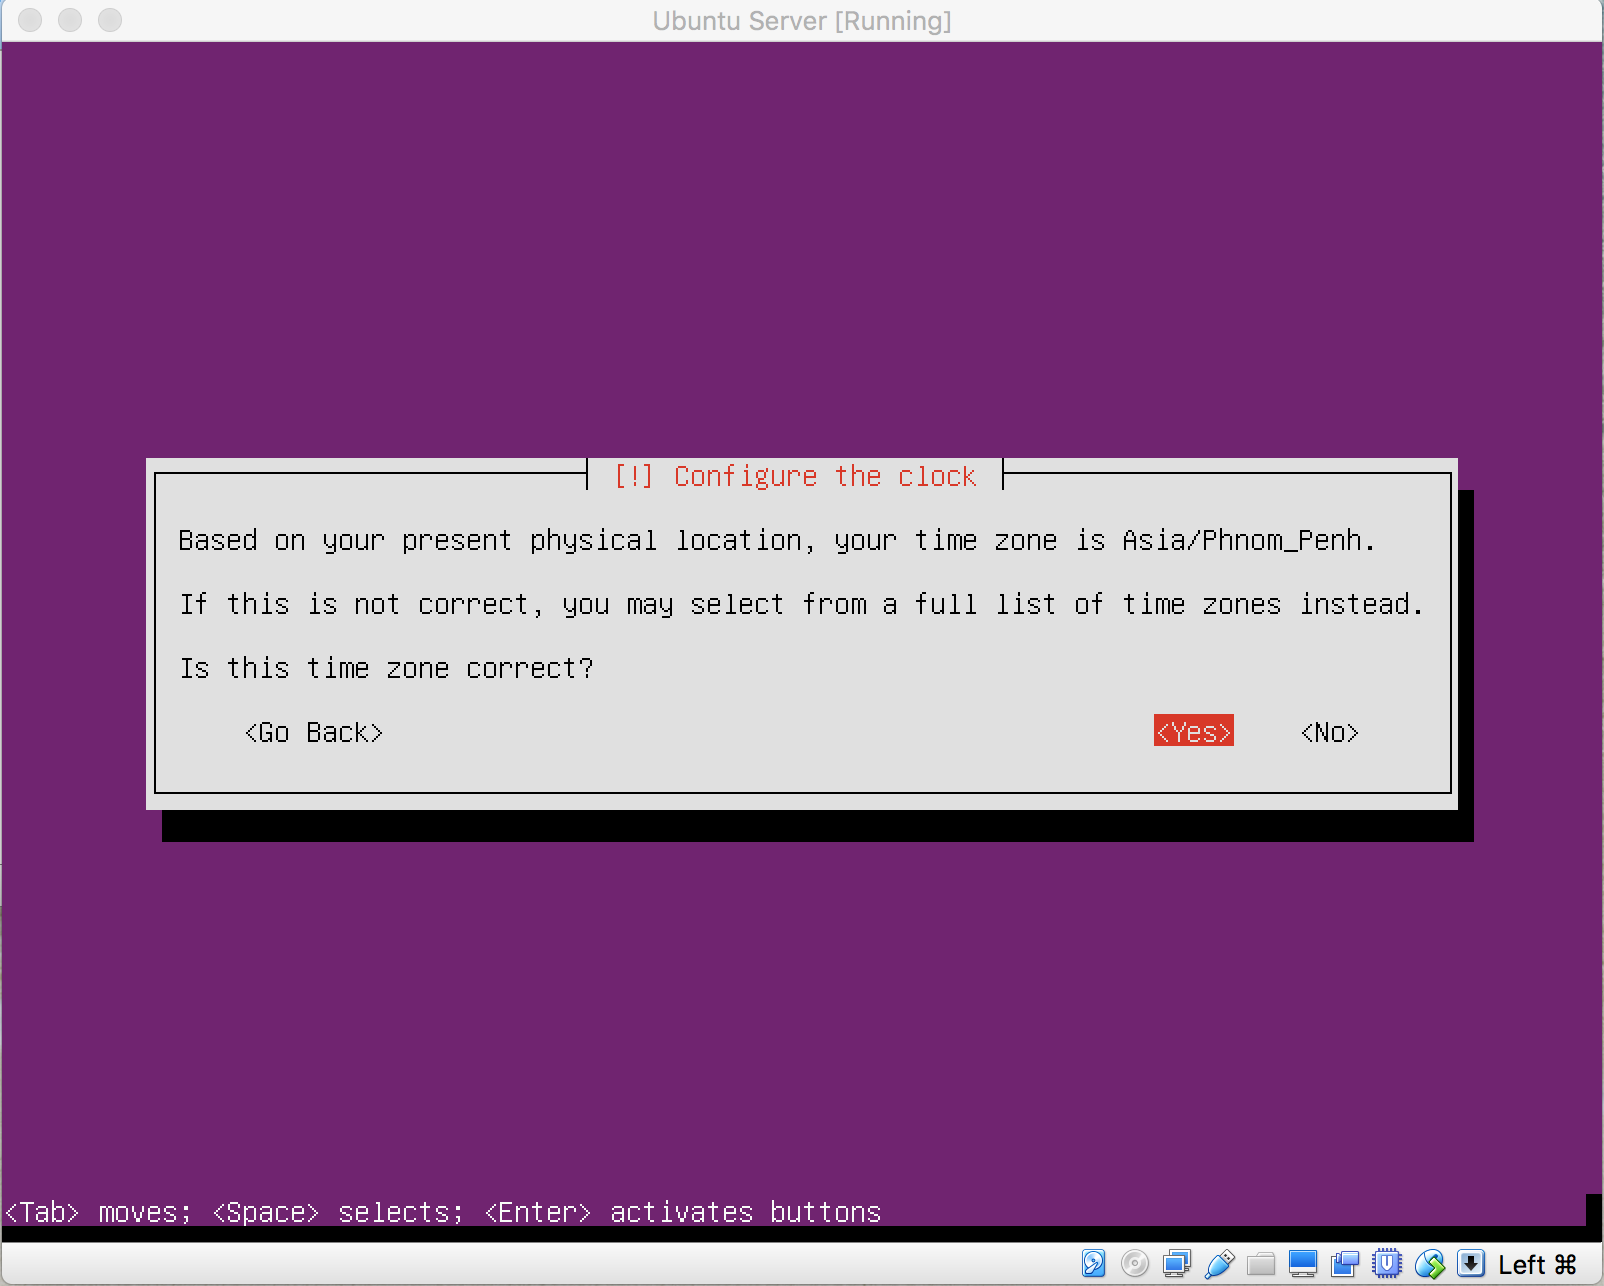 Ubuntu Server [Running]
[!] Configure the clock
Based on your present physical location, your time zone is Asia/Phnom_Penh.
If this is not correct, you may select from a full list of time zones instead.
Is this time zone correct?
<Go Back> <Yes> <No>
<Tab> moves; <Space> selects; <Enter> activates buttons
Left ⌘